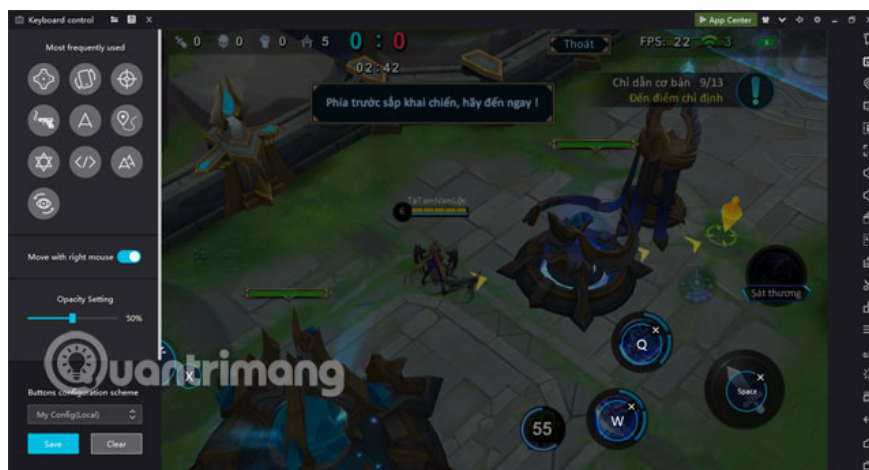 Keyboard control
App Center
Most frequently used
A
</>
Move with right mouse
Opacity Setting
50%
Buttons configuration scheme
My Config(Local)
Save
Clear
0 0 0 5 0 : 0
02:42
Thoát
FPS: 22
3
Phía trước sắp khai chiến, hãy đến ngay !
Chỉ dẫn cơ bản 9/13
Đến điểm chỉ định
TaTamVamLóc
6
Sát thương
Q
X
W
Space
55
Quantrimang